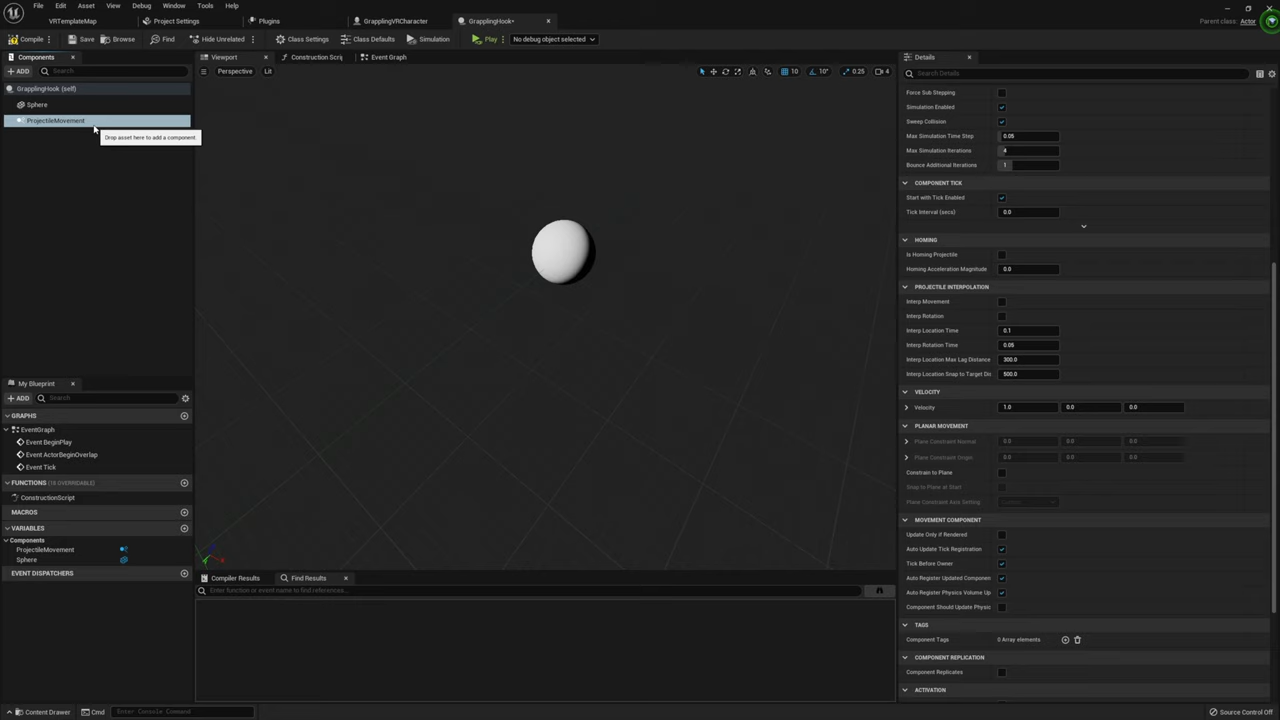 File Edit Asset View Debug Window Tools Help
VRTemplateMap Project Settings Plugins GrapplingVRCharacter GrapplingHook• Parent class: Actor
Compile Save Browse Find Hide Unrelated Class Settings Class Defaults Simulation Play No debug object selected
Components Viewport Construction Scrip Event Graph Details
ADD Search Perspective Lit 10 10° 0.25 4 Search Details
GrapplingHook (self)
Sphere
ProjectileMovement
Drop asset here to add a component.
Force Sub Stepping
Simulation Enabled
Sweep Collision
Max Simulation Time Step 0.05
Max Simulation Iterations 4
Bounce Additional Iterations 1
COMPONENT TICK
Start with Tick Enabled
Tick Interval (secs) 0.0
HOMING
Is Homing Projectile
Homing Acceleration Magnitude 0.0
PROJECTILE INTERPOLATION
Interp Movement
Interp Rotation
Interp Location Time 0.1
Interp Rotation Time 0.05
Interp Location Max Lag Distance 300.0
Interp Location Snap to Target Dis 500.0
VELOCITY
Velocity 1.0 0.0 0.0
PLANAR MOVEMENT
Plane Constraint Normal 0.0 0.0 0.0
Plane Constraint Origin 0.0 0.0 0.0
Constrain to Plane
Snap to Plane at Start
Plane Constraint Axis Setting
MOVEMENT COMPONENT
Update Only if Rendered
Auto Update Tick Registration
Tick Before Owner
Auto Register Updated Componen
Auto Register Physics Volume Up
Component Should Update Physic
TAGS
Component Tags 0 Array elements
COMPONENT REPLICATION
Component Replicates
ACTIVATION
My Blueprint
ADD Search
GRAPHS
EventGraph
Event BeginPlay
Event ActorBeginOverlap
Event Tick
FUNCTIONS (18 OVERRIDABLE)
ConstructionScript
MACROS
VARIABLES
Components
ProjectileMovement
Sphere
EVENT DISPATCHERS
Compiler Results Find Results
Enter function or event name to find references...
Content Drawer Cmd Enter Console Command Source Control Off